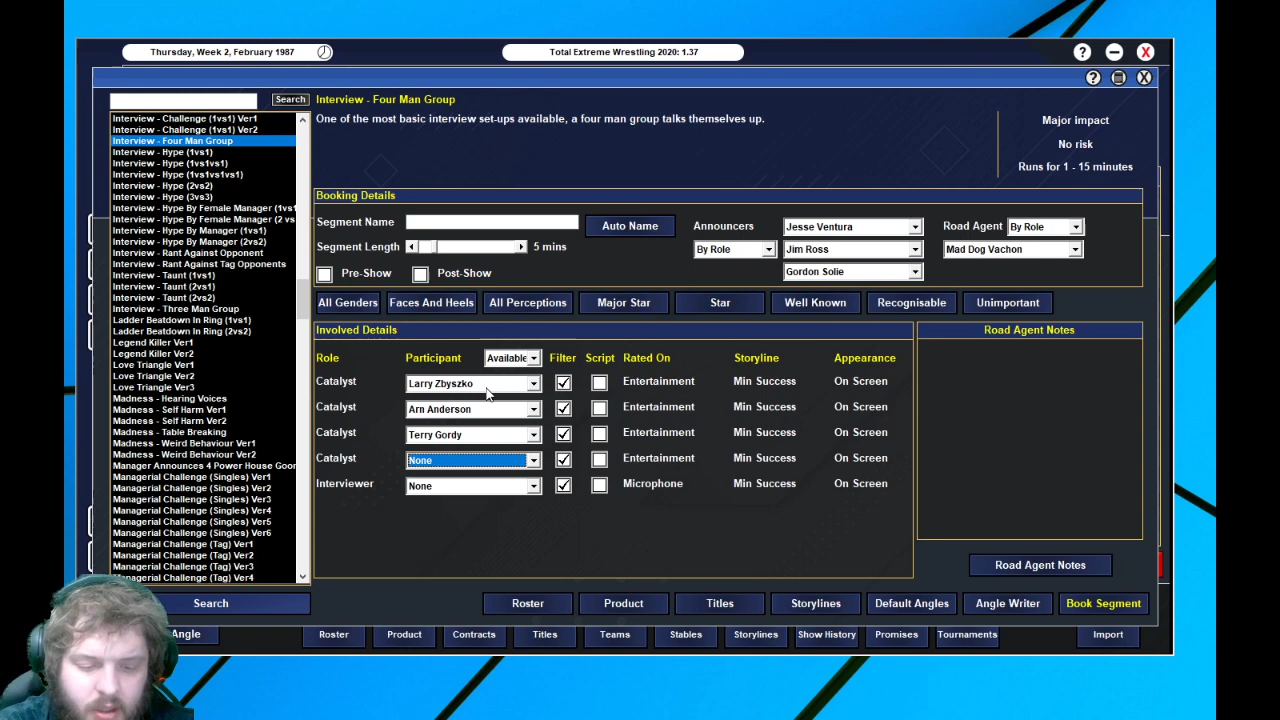 Thursday, Week 2, February 1987
Total Extreme Wrestling 2020: 1.37
?
X
?
X
Search
Interview - Challenge (1vs1) Ver1
Interview - Challenge (1vs1) Ver2
Interview - Four Man Group
Interview - Hype (1vs1)
Interview - Hype (1vs1vs1)
Interview - Hype (1vs1vs1vs1)
Interview - Hype (2vs2)
Interview - Hype (3vs3)
Interview - Hype By Female Manager (1vs1
Interview - Hype By Female Manager (2 vs
Interview - Hype By Manager (1vs1)
Interview - Hype By Manager (2vs2)
Interview - Rant Against Opponent
Interview - Rant Against Tag Opponents
Interview - Taunt (1vs1)
Interview - Taunt (2vs1)
Interview - Taunt (2vs2)
Interview - Three Man Group
Ladder Beatdown In Ring (1vs1)
Ladder Beatdown In Ring (2vs2)
Legend Killer Ver1
Legend Killer Ver2
Love Triangle Ver1
Love Triangle Ver2
Love Triangle Ver3
Madness - Hearing Voices
Madness - Self Harm Ver1
Madness - Self Harm Ver2
Madness - Table Breaking
Madness - Weird Behaviour Ver1
Madness - Weird Behaviour Ver2
Manager Announces 4 Power House Goon
Managerial Challenge (Singles) Ver1
Managerial Challenge (Singles) Ver2
Managerial Challenge (Singles) Ver3
Managerial Challenge (Singles) Ver4
Managerial Challenge (Singles) Ver5
Managerial Challenge (Singles) Ver6
Managerial Challenge (Tag) Ver1
Managerial Challenge (Tag) Ver2
Managerial Challenge (Tag) Ver3
Managerial Challenge (Tag) Ver4
Search
Interview - Four Man Group
One of the most basic interview set-ups available, a four man group talks themselves up.
Major impact
No risk
Runs for 1 - 15 minutes
Booking Details
Segment Name
Auto Name
Announcers
Jesse Ventura
Road Agent
By Role
Segment Length
5 mins
By Role
Jim Ross
Mad Dog Vachon
Pre-Show
Post-Show
Gordon Solie
All Genders
Faces And Heels
All Perceptions
Major Star
Star
Well Known
Recognisable
Unimportant
Involved Details
Road Agent Notes
Role Participant Available Filter Script Rated On Storyline Appearance
Catalyst Larry Zbyszko Entertainment Min Success On Screen
Catalyst Arn Anderson Entertainment Min Success On Screen
Catalyst Terry Gordy Entertainment Min Success On Screen
Catalyst None Entertainment Min Success On Screen
Interviewer None Microphone Min Success On Screen
Road Agent Notes
Roster
Product
Titles
Storylines
Default Angles
Angle Writer
Book Segment
Angle
Roster
Product
Contracts
Titles
Teams
Stables
Storylines
Show History
Promises
Tournaments
Import